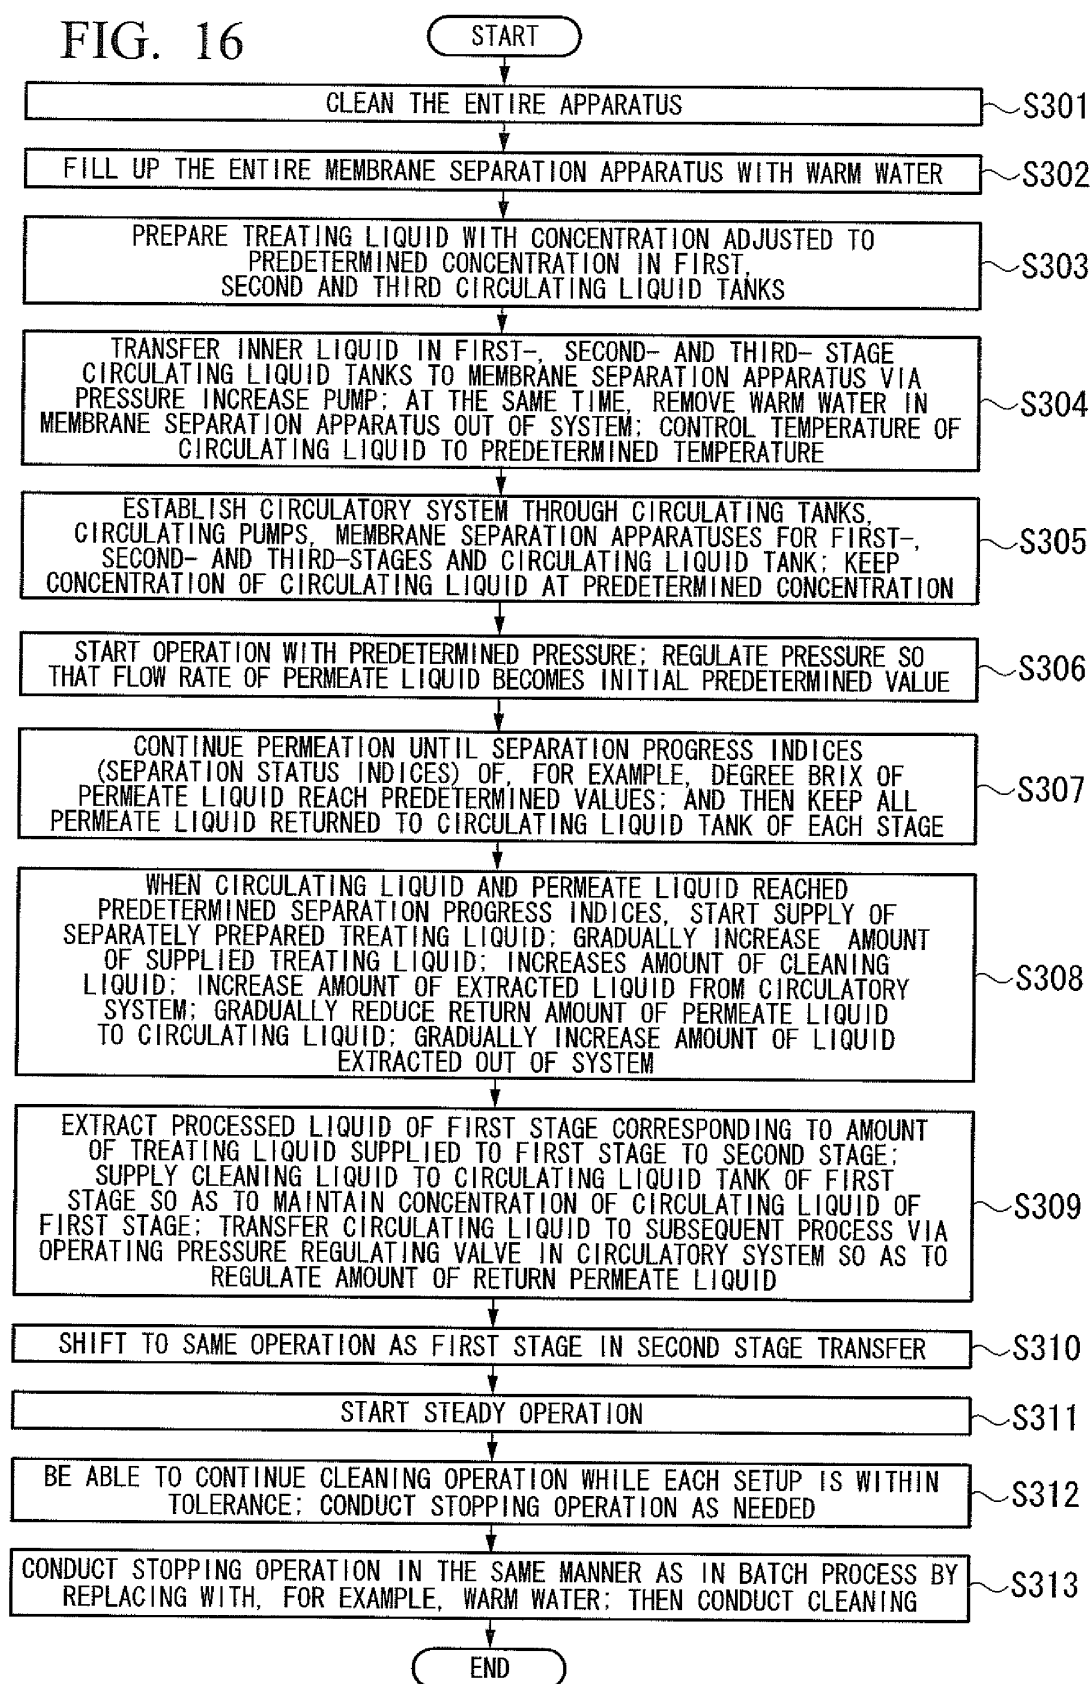 FIG. 16
START
CLEAN THE ENTIRE APPARATUS
S301
FILL UP THE ENTIRE MEMBRANE SEPARATION APPARATUS WITH WARM WATER
S302
PREPARE TREATING LIQUID WITH CONCENTRATION ADJUSTED TO
PREDETERMINED CONCENTRATION IN FIRST,
SECOND AND THIRD CIRCULATING LIQUID TANKS
S303
TRANSFER INNER LIQUID IN FIRST-, SECOND- AND THIRD- STAGE
CIRCULATING LIQUID TANKS TO MEMBRANE SEPARATION APPARATUS VIA
PRESSURE INCREASE PUMP; AT THE SAME TIME, REMOVE WARM WATER IN
MEMBRANE SEPARATION APPARATUS OUT OF SYSTEM; CONTROL TEMPERATURE OF
CIRCULATING LIQUID TO PREDETERMINED TEMPERATURE
S304
ESTABLISH CIRCULATORY SYSTEM THROUGH CIRCULATING TANKS,
CIRCULATING PUMPS, MEMBRANE SEPARATION APPARATUSES FOR FIRST-,
SECOND- AND THIRD-STAGES AND CIRCULATING LIQUID TANK; KEEP
CONCENTRATION OF CIRCULATING LIQUID AT PREDETERMINED CONCENTRATION
S305
START OPERATION WITH PREDETERMINED PRESSURE; REGULATE PRESSURE SO
THAT FLOW RATE OF PERMEATE LIQUID BECOMES INITIAL PREDETERMINED VALUE
S306
CONTINUE PERMEATION UNTIL SEPARATION PROGRESS INDICES
(SEPARATION STATUS INDICES) OF, FOR EXAMPLE, DEGREE BRIX OF
PERMEATE LIQUID REACH PREDETERMINED VALUES; AND THEN KEEP ALL
PERMEATE LIQUID RETURNED TO CIRCULATING LIQUID TANK OF EACH STAGE
S307
WHEN CIRCULATING LIQUID AND PERMEATE LIQUID REACHED
PREDETERMINED SEPARATION PROGRESS INDICES, START SUPPLY OF
SEPARATELY PREPARED TREATING LIQUID; GRADUALLY INCREASE AMOUNT
OF SUPPLIED TREATING LIQUID; INCREASES AMOUNT OF CLEANING
LIQUID; INCREASE AMOUNT OF EXTRACTED LIQUID FROM CIRCULATORY
SYSTEM; GRADUALLY REDUCE RETURN AMOUNT OF PERMEATE LIQUID
TO CIRCULATING LIQUID; GRADUALLY INCREASE AMOUNT OF LIQUID
EXTRACTED OUT OF SYSTEM
S308
EXTRACT PROCESSED LIQUID OF FIRST STAGE CORRESPONDING TO AMOUNT
OF TREATING LIQUID SUPPLIED TO FIRST STAGE TO SECOND STAGE;
SUPPLY CLEANING LIQUID TO CIRCULATING LIQUID TANK OF FIRST
STAGE SO AS TO MAINTAIN CONCENTRATION OF CIRCULATING LIQUID OF
FIRST STAGE; TRANSFER CIRCULATING LIQUID TO SUBSEQUENT PROCESS VIA
OPERATING PRESSURE REGULATING VALVE IN CIRCULATORY SYSTEM SO AS TO
REGULATE AMOUNT OF RETURN PERMEATE LIQUID
S309
SHIFT TO SAME OPERATION AS FIRST STAGE IN SECOND STAGE TRANSFER
S310
START STEADY OPERATION
S311
BE ABLE TO CONTINUE CLEANING OPERATION WHILE EACH SETUP IS WITHIN
TOLERANCE; CONDUCT STOPPING OPERATION AS NEEDED
S312
CONDUCT STOPPING OPERATION IN THE SAME MANNER AS IN BATCH PROCESS BY
REPLACING WITH, FOR EXAMPLE, WARM WATER; THEN CONDUCT CLEANING
S313
END